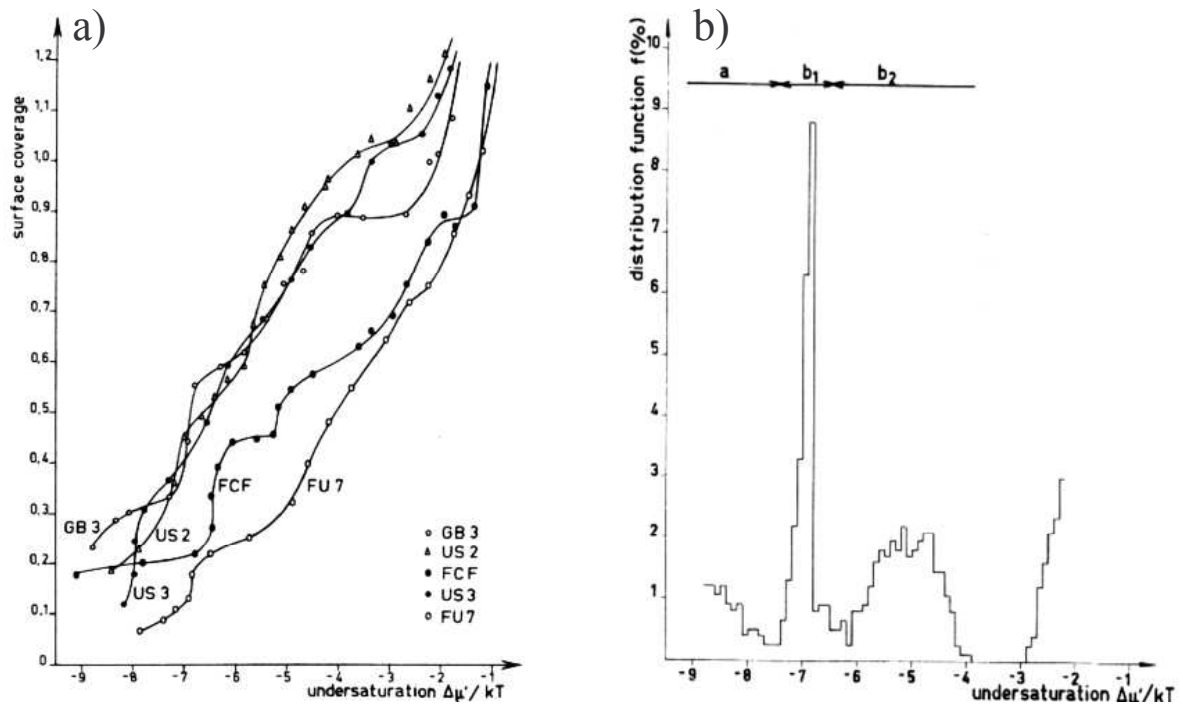 a)
surface coverage
1,2
1,1
1,0
0,9
0,8
0,7
0,6
0,5
0,4
0,3
0,2
0,1
0
GB 3
US 2
US 3
FCF
FU 7
GB 3
US 2
FCF
US 3
FU 7
-9 -8 -7 -6 -5 -4 -3 -2 -1
undersaturation Δμ'/kT
b)
distribution function f(%)
10
9
8
7
6
5
4
3
2
1
a b1 b2
-9 -8 -7 -6 -5 -4 -3 -2 -1
undersaturation Δμ'/kT